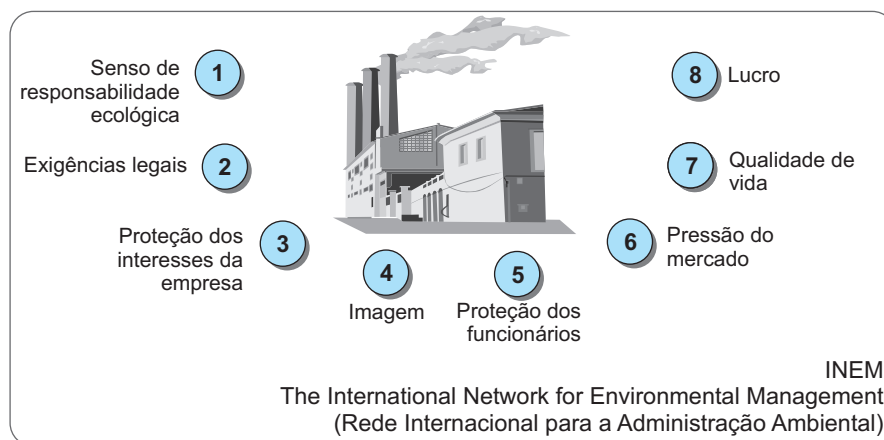 1
Senso de
responsabilidade
ecológica
2
Exigências legais
3
Proteção dos
interesses da
empresa
4
Imagem
5
Proteção dos
funcionários
6
Pressão do
mercado
7
Qualidade de
vida
8
Lucro
INEM
The International Network for Environmental Management
(Rede Internacional para a Administração Ambiental)